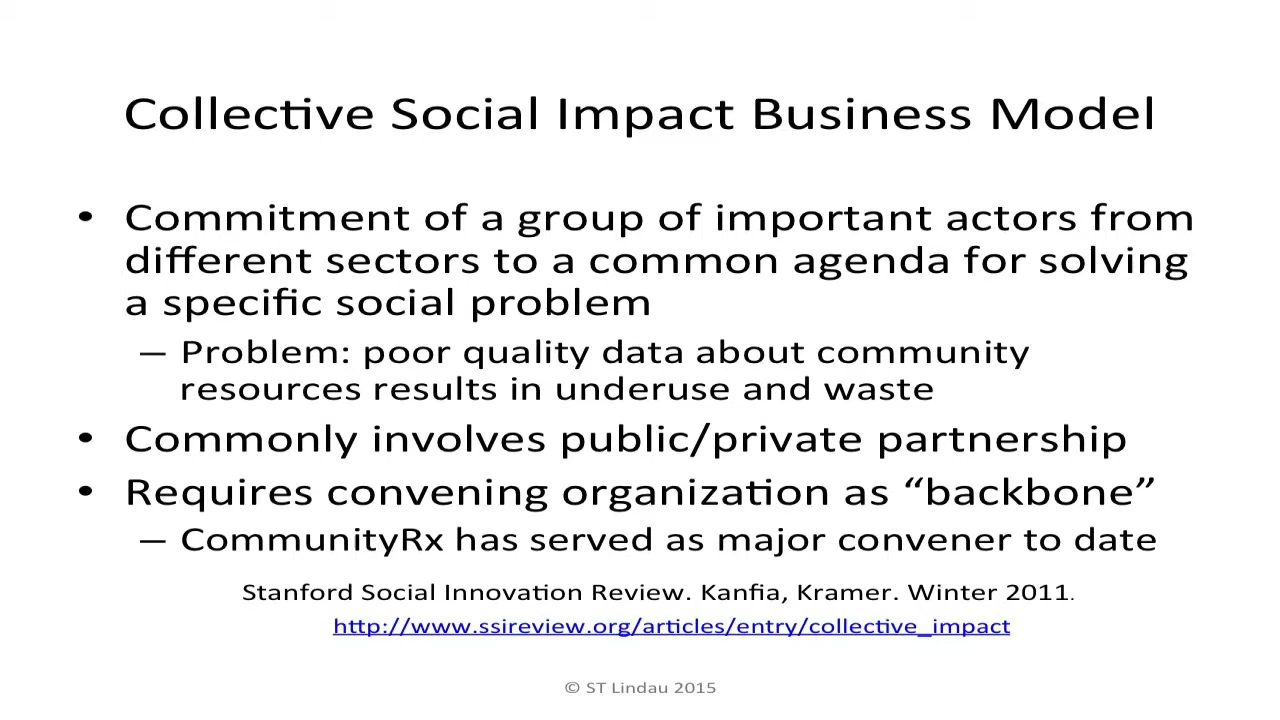 Collective Social Impact Business Model
• Commitment of a group of important actors from
different sectors to a common agenda for solving
a specific social problem
– Problem: poor quality data about community
resources results in underuse and waste
• Commonly involves public/private partnership
• Requires convening organization as “backbone”
– CommunityRx has served as major convener to date
Stanford Social Innovation Review. Kanfia, Kramer. Winter 2011.
http://www.ssireview.org/articles/entry/collective_impact
© ST Lindau 2015